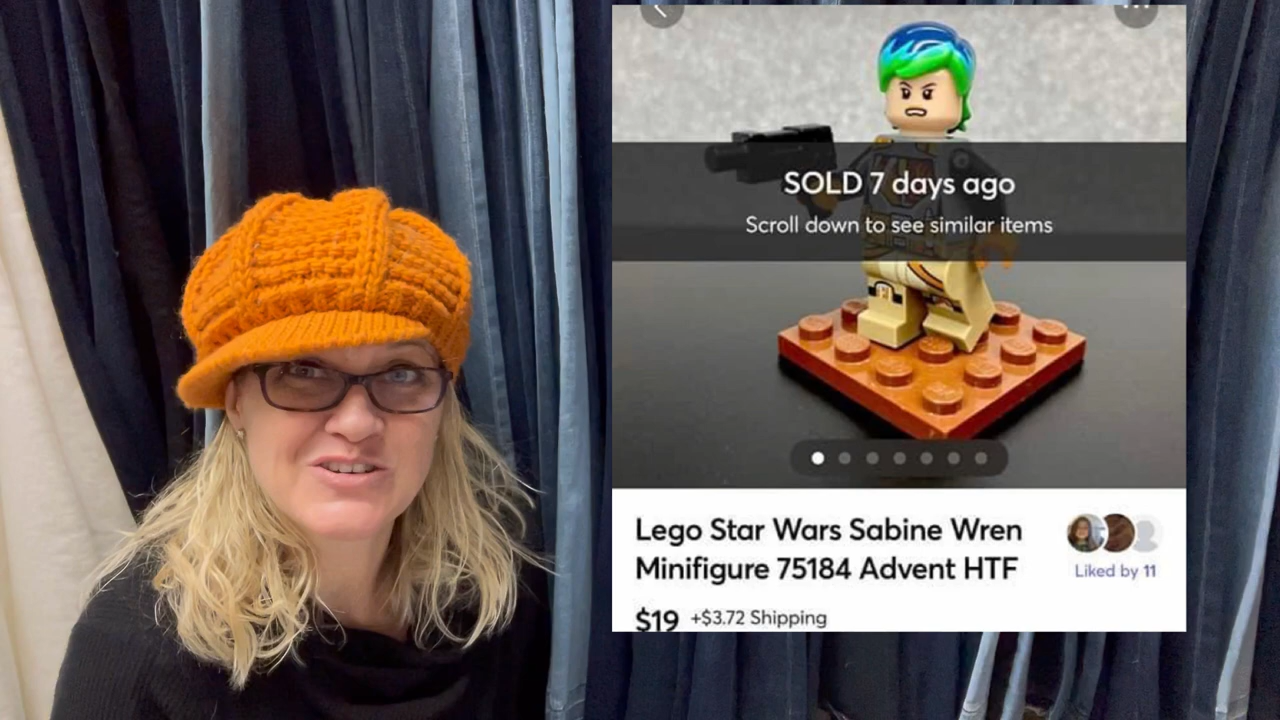 SOLD 7 days ago
Scroll down to see similar items
Lego Star Wars Sabine Wren
Minifigure 75184 Advent HTF
Liked by 11
$19 +$3.72 Shipping